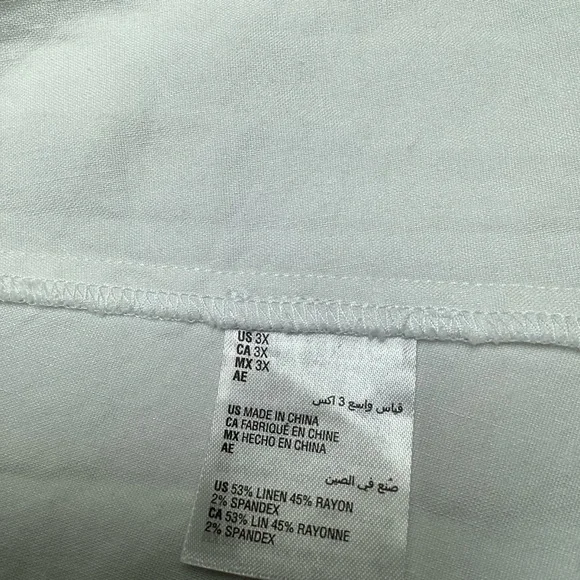 US 3X
CA 3X
MX 3X
AE
قياس واسع 3 اكس
US MADE IN CHINA
CA FABRIQUÉ EN CHINE
MX HECHO EN CHINA
AE
صُنع في الصين
US 53% LINEN 45% RAYON
2% SPANDEX
CA 53% LIN 45% RAYONNE
2% SPANDEX